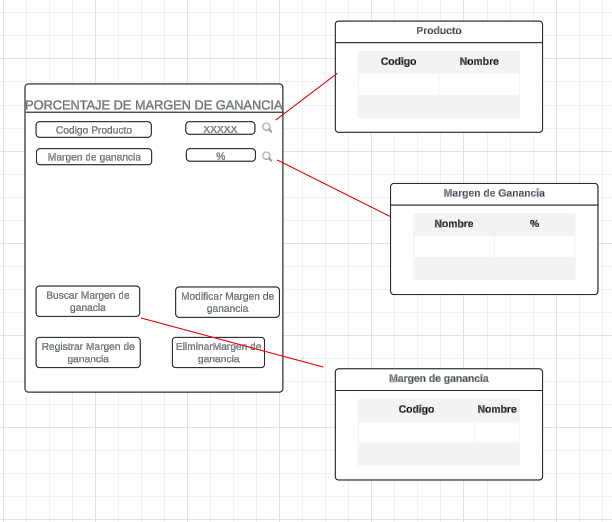 Producto
Codigo Nombre
PORCENTAJE DE MARGEN DE GANANCIA
Codigo Producto XXXXX
Margen de ganancia %
Margen de Ganancia
Nombre %
Buscar Margen de
ganacla
Modificar Margen de
ganancia
Registrar Margen de
ganancia
EliminarMargen de
ganancia
Margen de ganancia
Codigo Nombre